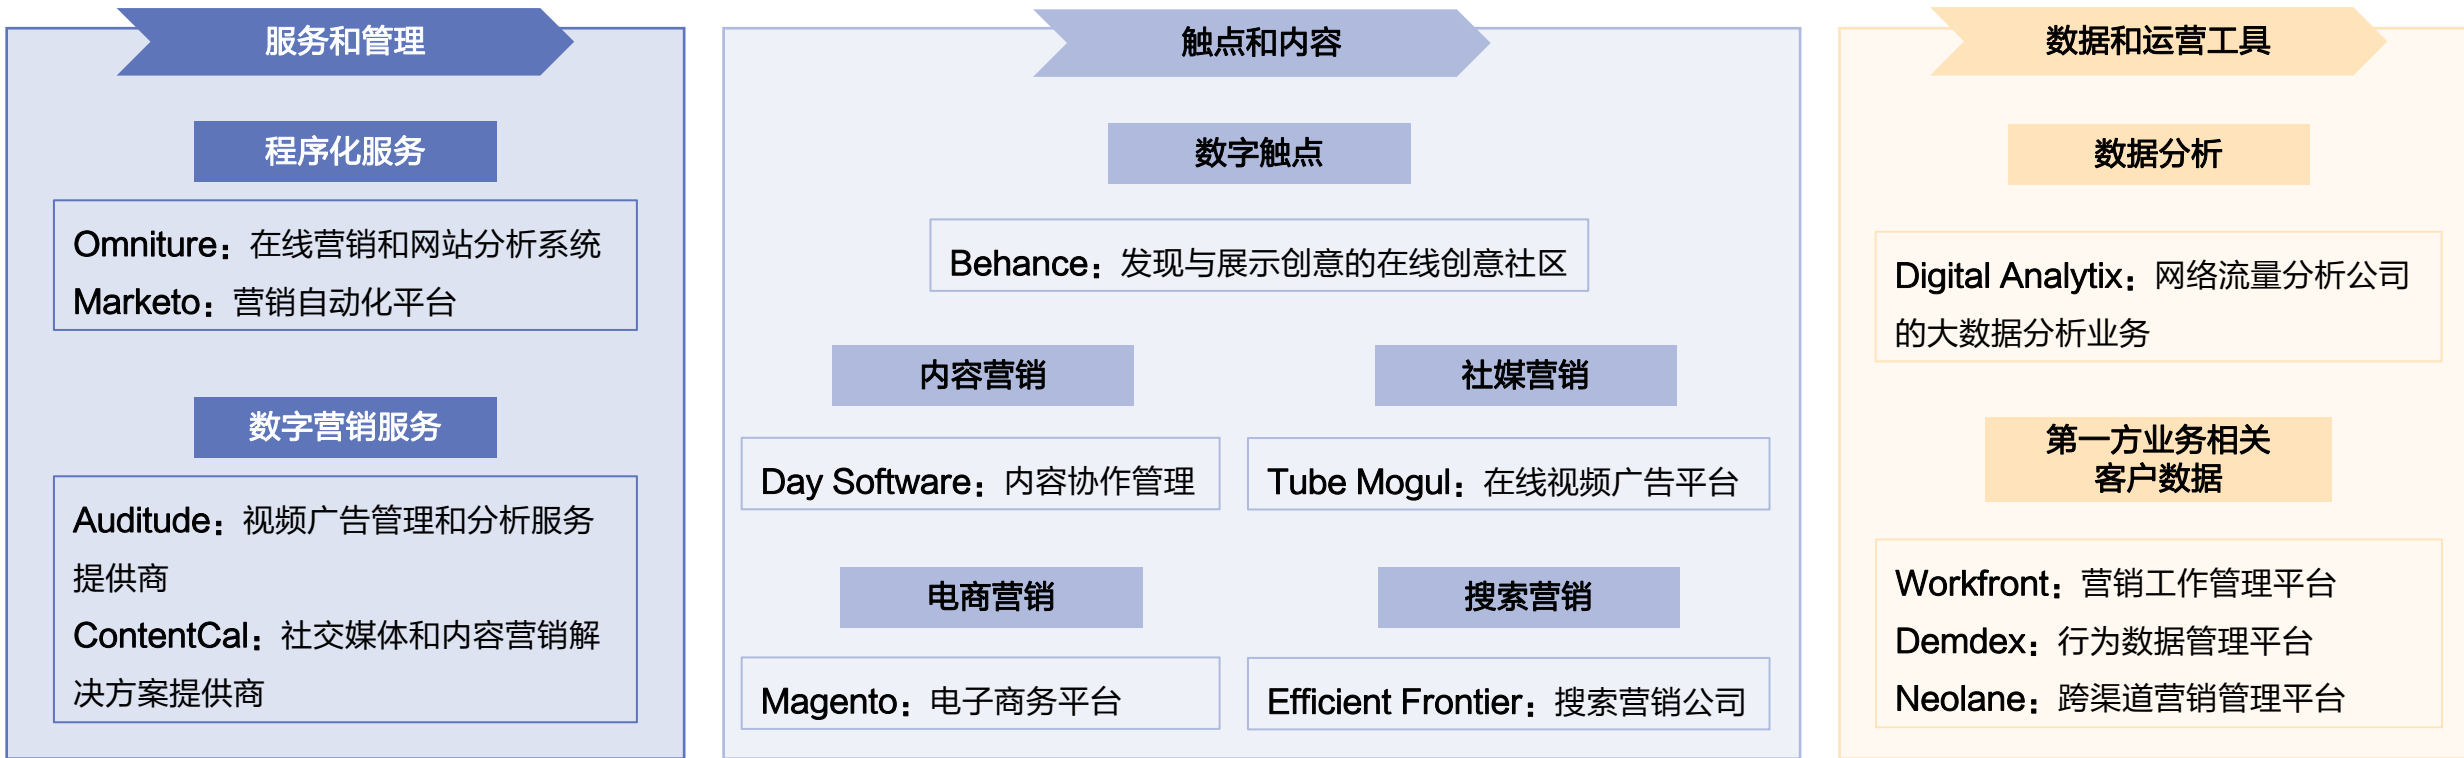 服务和管理
程序化服务
Omniture：在线营销和网站分析系统
Marketo：营销自动化平台
数字营销服务
Auditude：视频广告管理和分析服务
提供商
ContentCal：社交媒体和内容营销解
决方案提供商
触点和内容
数字触点
Behance：发现与展示创意的在线创意社区
内容营销
Day Software：内容协作管理
社媒营销
Tube Mogul：在线视频广告平台
电商营销
Magento：电子商务平台
搜索营销
Efficient Frontier：搜索营销公司
数据和运营工具
数据分析
Digital Analytix：网络流量分析公司
的大数据分析业务
第一方业务相关
客户数据
Workfront：营销工作管理平台
Demdex：行为数据管理平台
Neolane：跨渠道营销管理平台